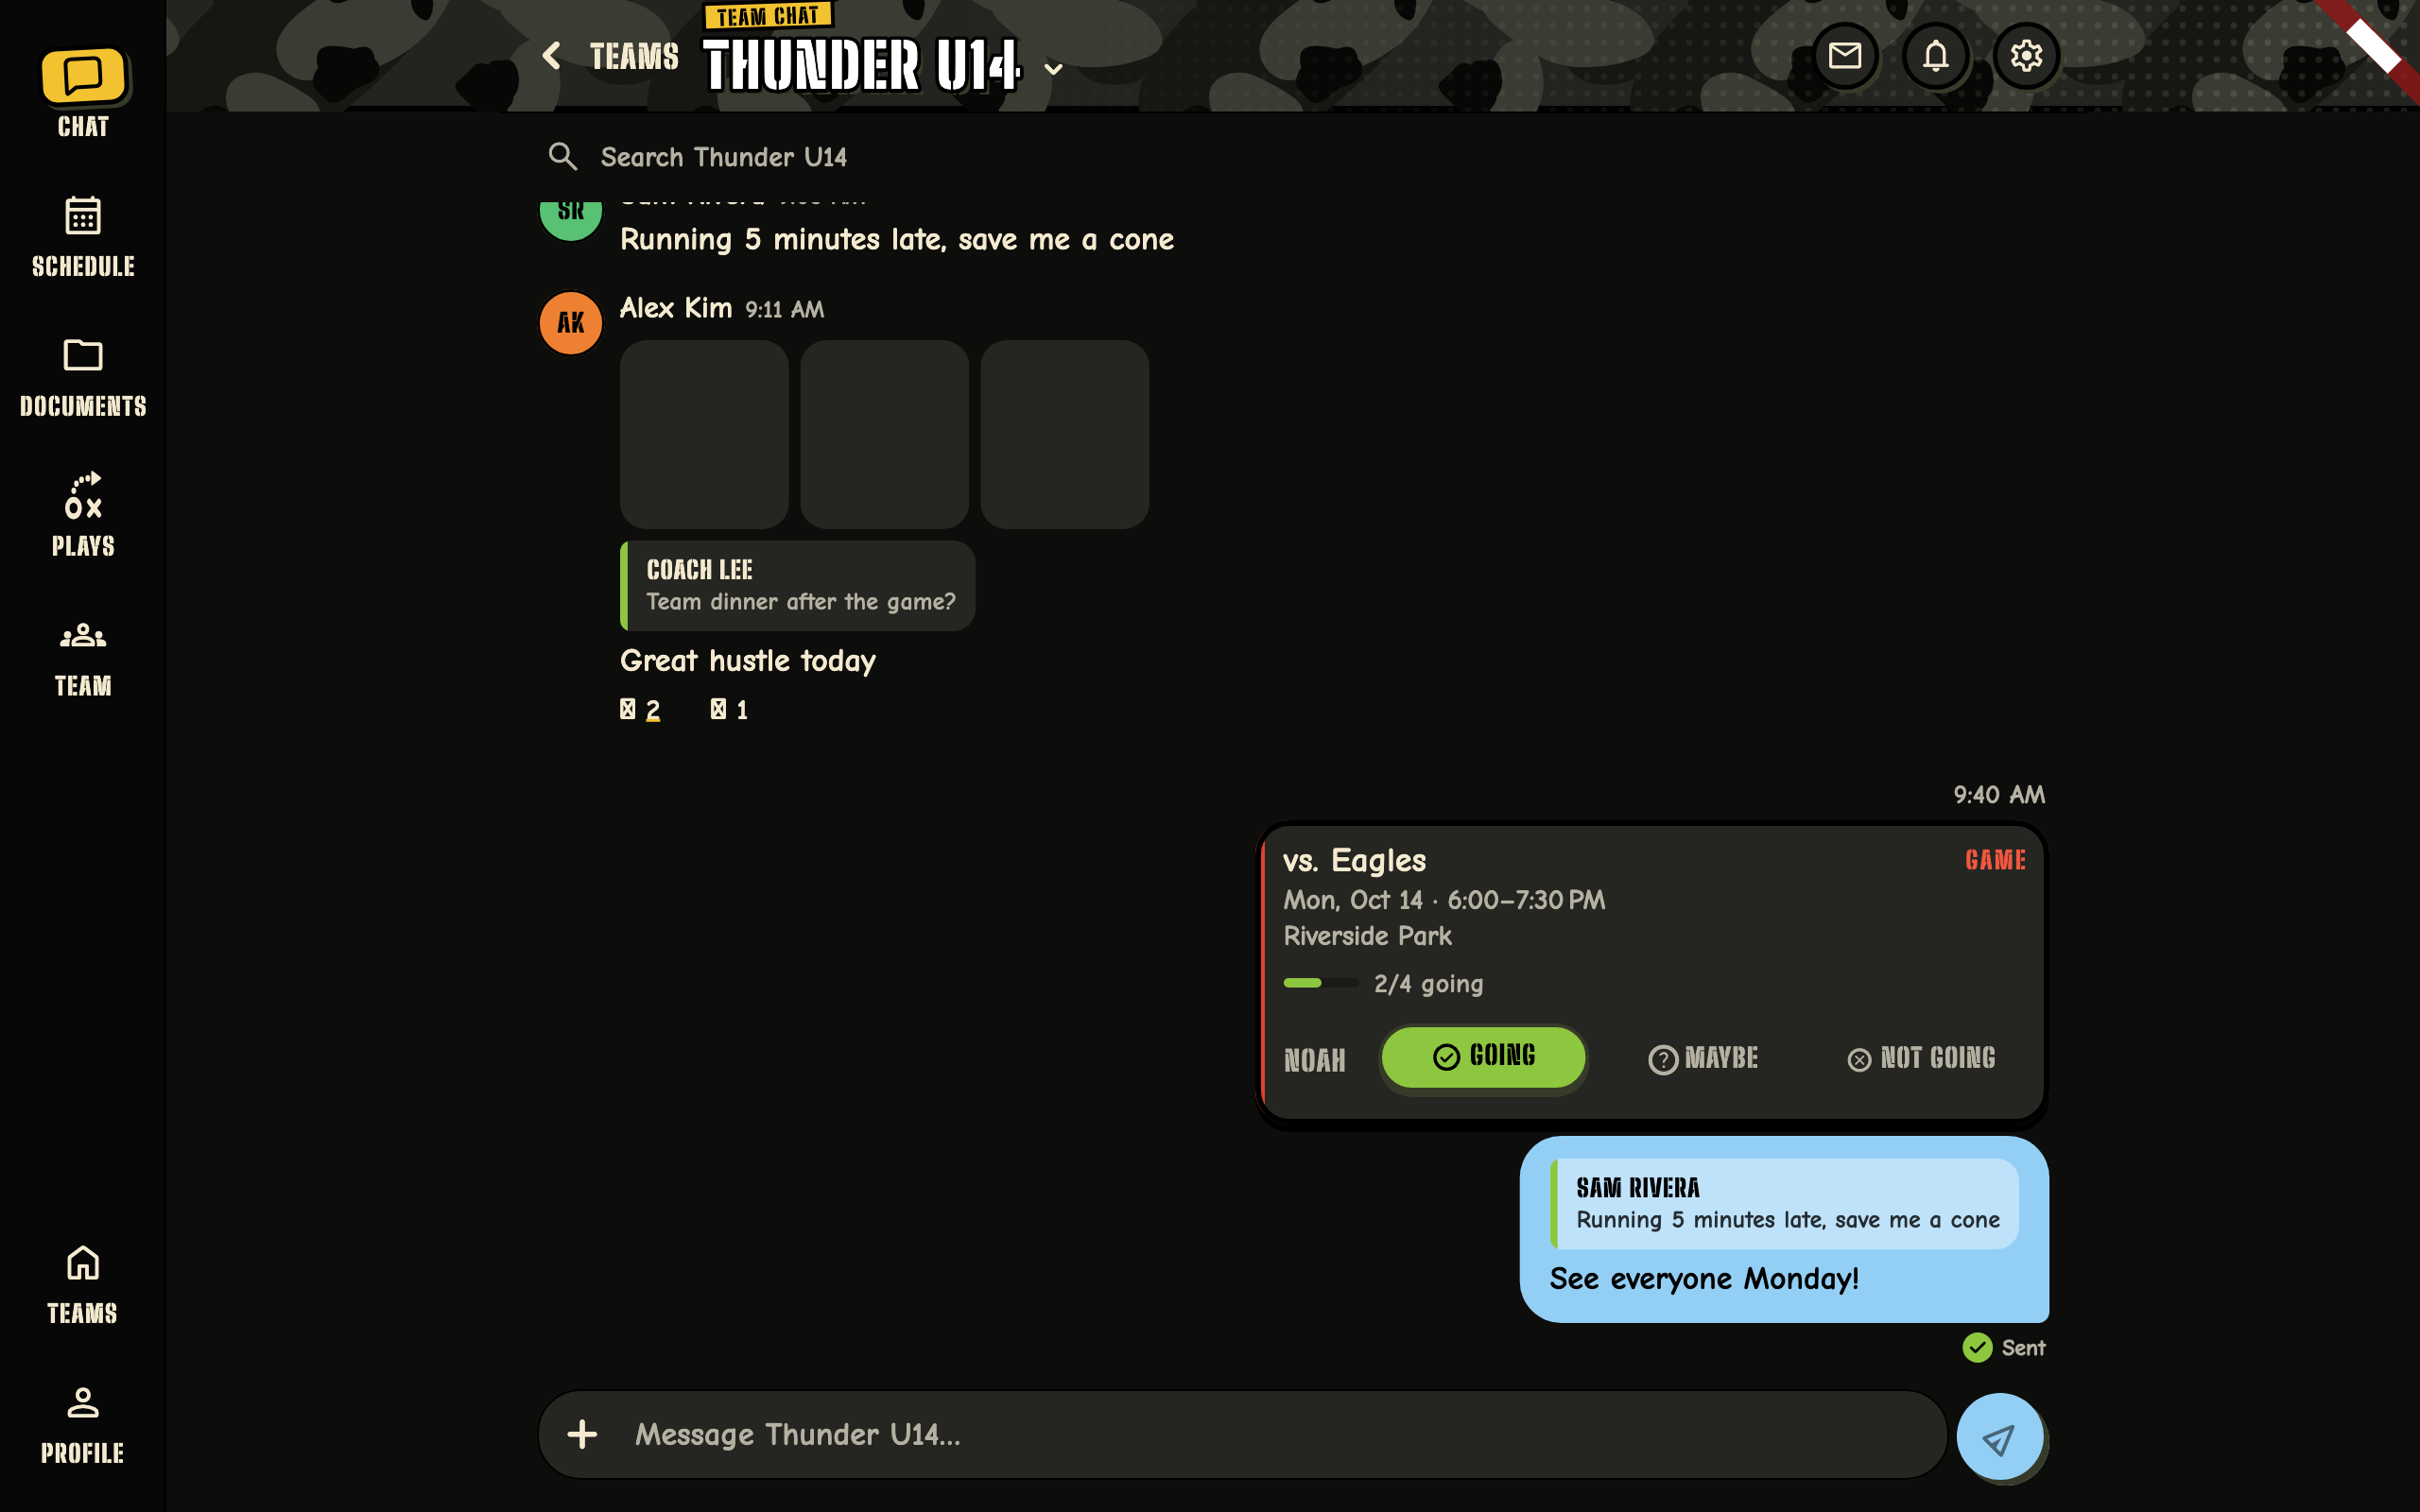 TEAM CHAT
TEAMS
THUNDER U14
CHAT
SCHEDULE
DOCUMENTS
PLAYS
TEAM
TEAMS
PROFILE
Search Thunder U14
SR
Running 5 minutes late, save me a cone
AK
Alex Kim 9:11 AM
COACH LEE
Team dinner after the game?
Great hustle today
2 1
9:40 AM
vs. Eagles GAME
Mon, Oct 14 · 6:00–7:30 PM
Riverside Park
2/4 going
NOAH GOING MAYBE NOT GOING
SAM RIVERA
Running 5 minutes late, save me a cone
See everyone Monday!
Sent
Message Thunder U14...